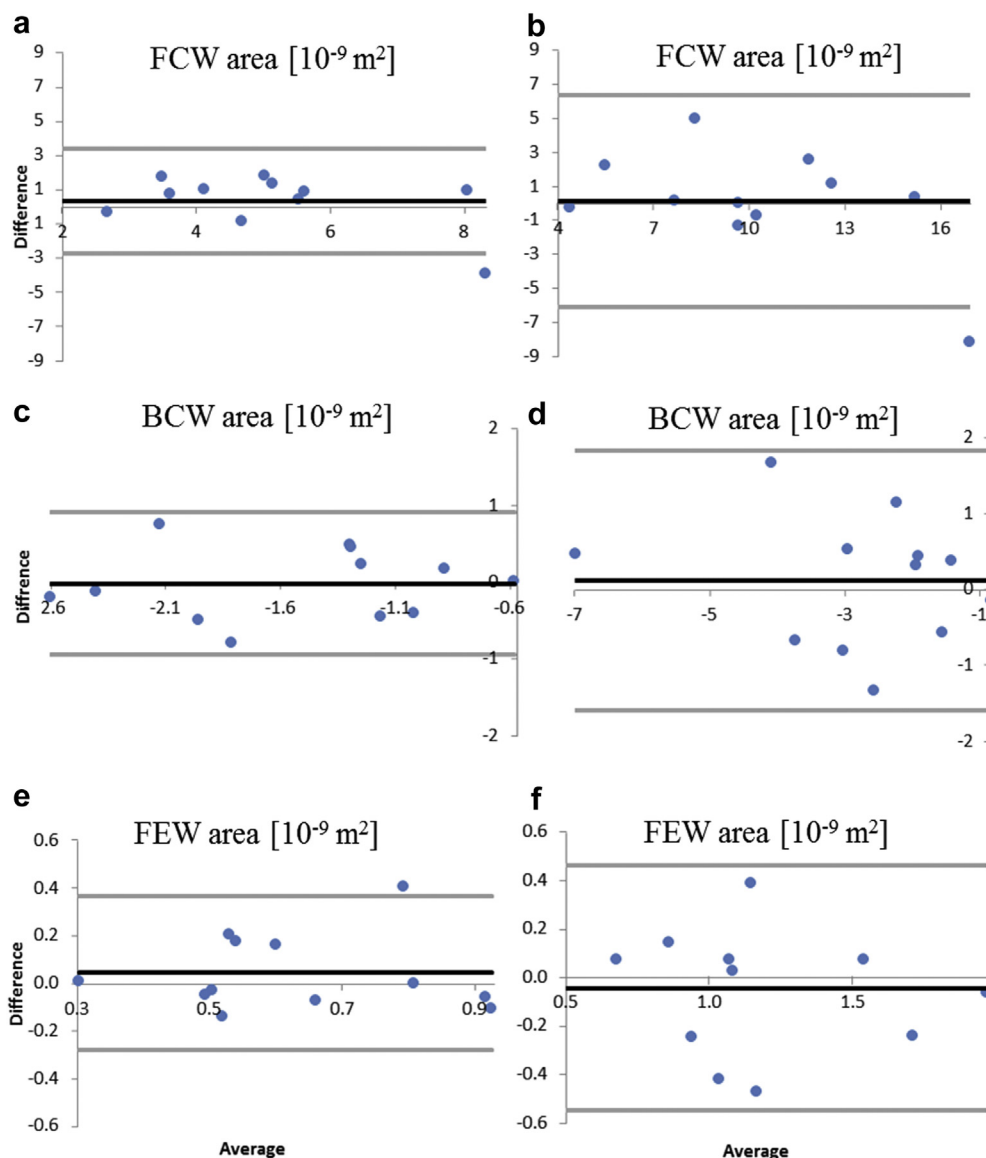 a
FCW area [10⁻⁹ m²]
Difference
9
7
5
3
1
1
-3
-5
-7
-9
2 4 6 8
b
FCW area [10⁻⁹ m²]
9
7
5
3
1
-1
-3
-5
-7
-9
4 7 10 13 16
c
BCW area [10⁻⁹ m²]
Diffrence
2
1
0
-1
-2
2.6 -2.1 -1.6 -1.1 -0.6
d
BCW area [10⁻⁹ m²]
2
1
0
-1
-2
-7 -5 -3 -1
e
FEW area [10⁻⁹ m²]
Difference
0.6
0.4
0.2
0.0
-0.2
-0.4
-0.6
0.3 0.5 0.7 0.9
Average
f
FEW area [10⁻⁹ m²]
0.6
0.4
0.2
0.0
-0.2
-0.4
-0.6
0.5 1.0 1.5
Average